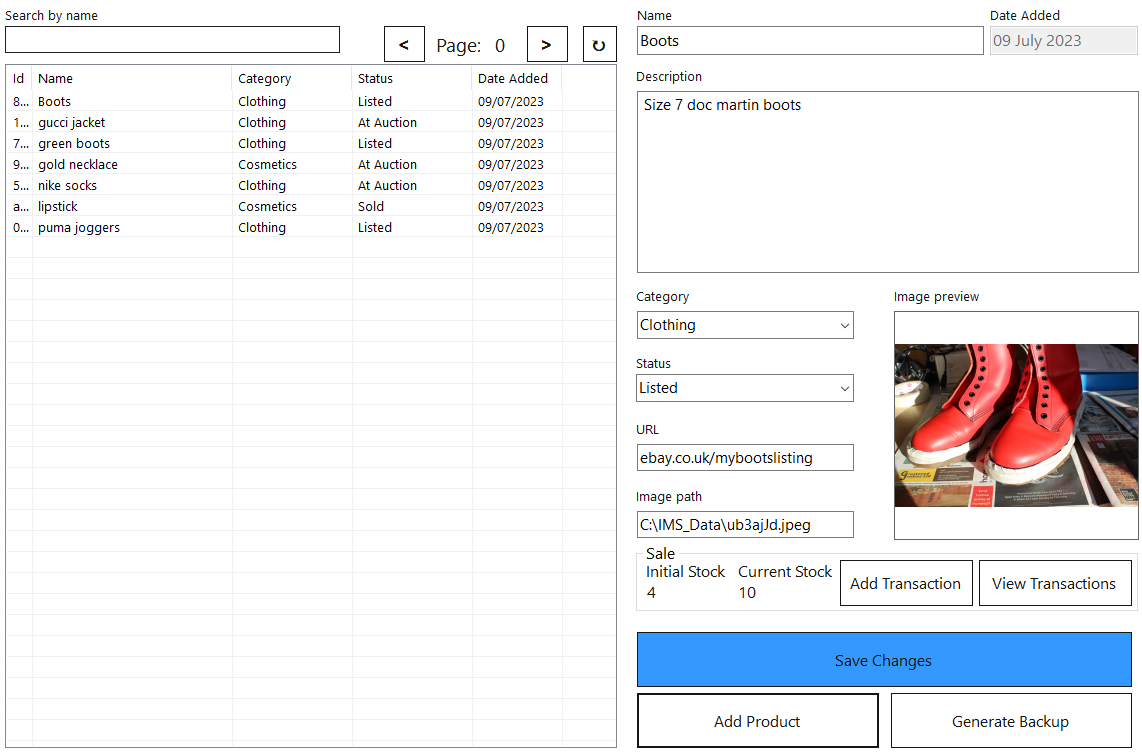 Search by name
< Page: 0 > ↻
Id Name Category Status Date Added
8... Boots Clothing Listed 09/07/2023
1... gucci jacket Clothing At Auction 09/07/2023
7... green boots Clothing Listed 09/07/2023
9... gold necklace Cosmetics At Auction 09/07/2023
5... nike socks Clothing At Auction 09/07/2023
a... lipstick Cosmetics Sold 09/07/2023
0... puma joggers Clothing Listed 09/07/2023
Name Date Added
Boots 09 July 2023
Description
Size 7 doc martin boots
Category
Clothing
Status
Listed
URL
ebay.co.uk/mybootslisting
Image path
C:\IMS_Data\ub3ajJd.jpeg
Image preview
Sale
Initial Stock Current Stock
4 10
Add Transaction View Transactions
Save Changes
Add Product Generate Backup